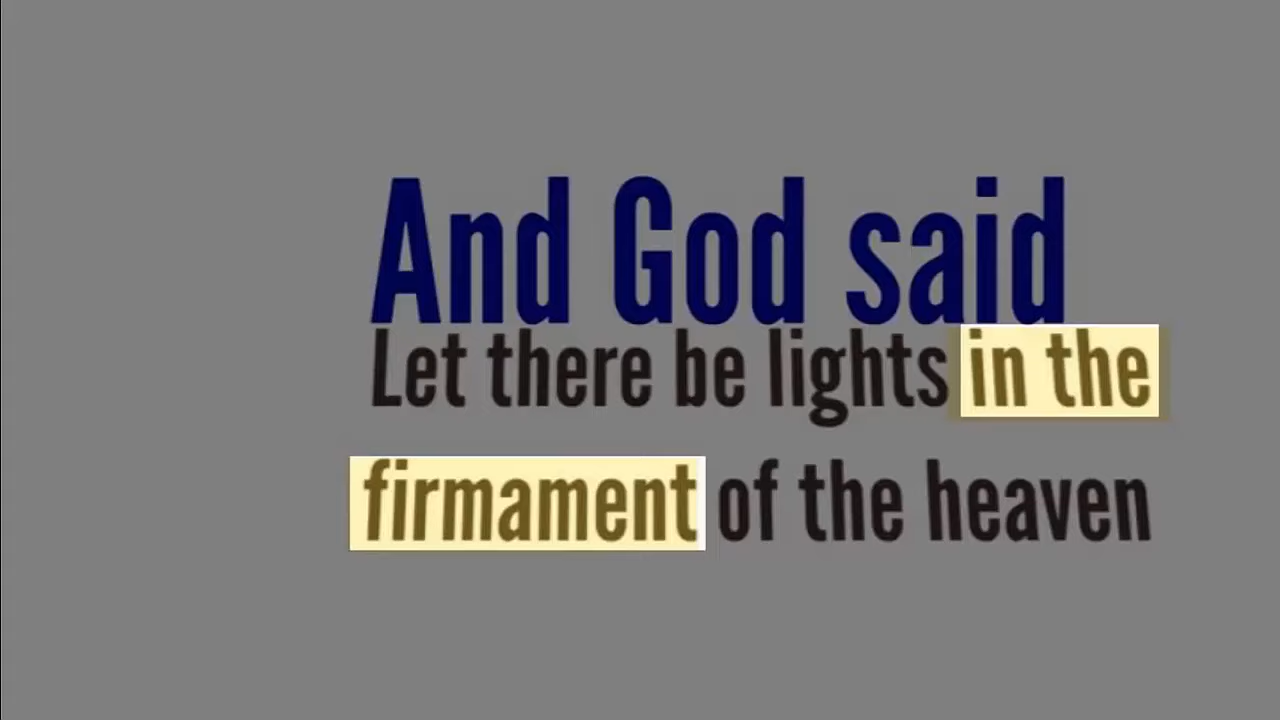 And God said
Let there be lights in the
firmament of the heaven